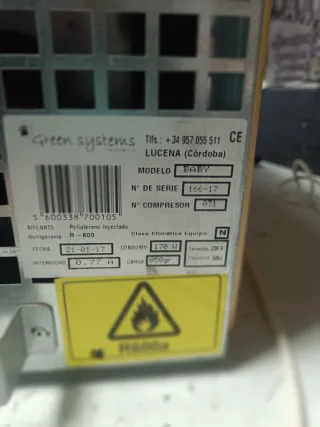 Green systems
Tlfs.: +34 957 055 511 CE
LUCENA (Córdoba)
MODELO BABY
Nº DE SERIE 166-17
Nº COMPRESOR 031
5 600338 700105
AISLANTE Poliuretano Inyectado
Refrigerante R-600 Clase Climática Equipo N
FECHA 21-01-17 CONSUMO 170 W
INTENSIDAD 0.77 A CARGA 050gr
R600a